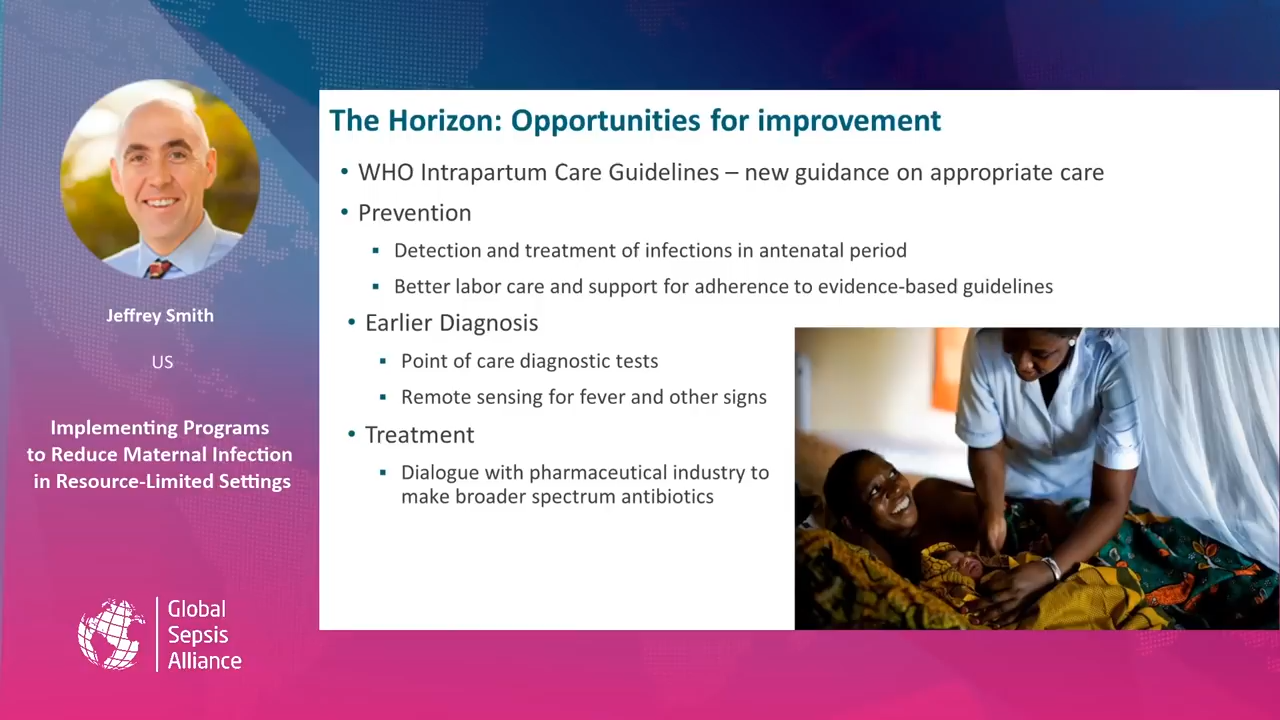 Jeffrey Smith
US
Implementing Programs
to Reduce Maternal Infection
in Resource-Limited Settings
Global
Sepsis
Alliance
The Horizon: Opportunities for improvement
• WHO Intrapartum Care Guidelines – new guidance on appropriate care
• Prevention
▪ Detection and treatment of infections in antenatal period
▪ Better labor care and support for adherence to evidence-based guidelines
• Earlier Diagnosis
▪ Point of care diagnostic tests
▪ Remote sensing for fever and other signs
• Treatment
▪ Dialogue with pharmaceutical industry to
make broader spectrum antibiotics